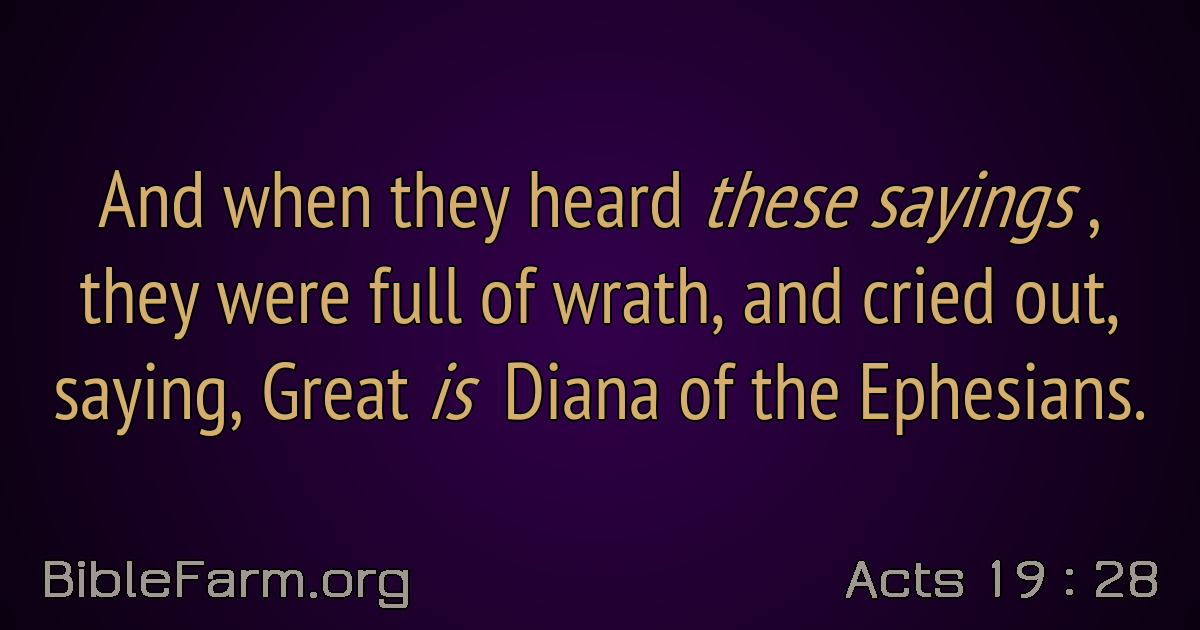 And when they heard these sayings ,
they were full of wrath, and cried out,
saying, Great is Diana of the Ephesians.
BibleFarm.org
Acts 19 : 28